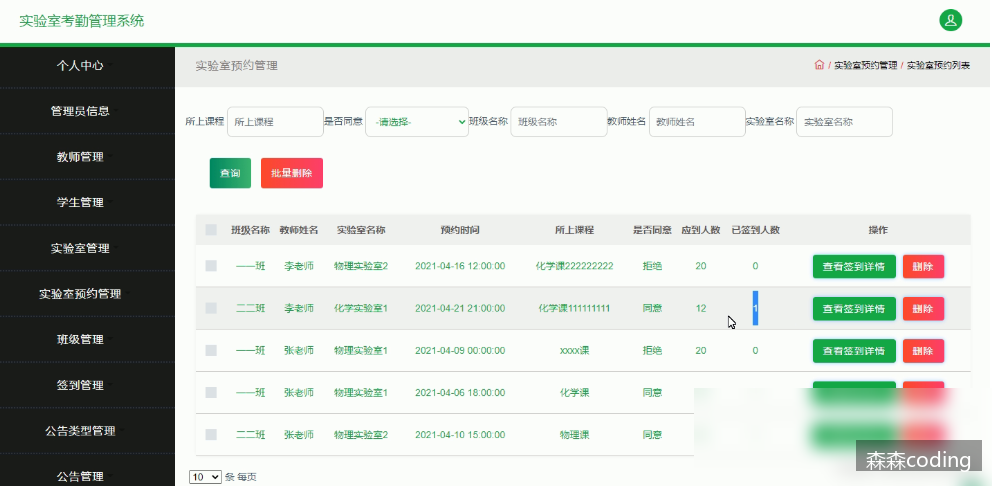 实验室考勤管理系统
个人中心
管理员信息
教师管理
学生管理
实验室管理
实验室预约管理
班级管理
签到管理
公告类型管理
公告管理
实验室预约管理
/ 实验室预约管理 / 实验室预约列表
所上课程 所上课程 是否同意 -请选择- 班级名称 班级名称 教师姓名 教师姓名 实验室名称 实验室名称
查询 批量删除
班级名称 教师姓名 实验室名称 预约时间 所上课程 是否同意 应到人数 已签到人数 操作
一一班 李老师 物理实验室2 2021-04-16 12:00:00 化学课222222222 拒绝 20 0 查看签到详情 删除
二二班 李老师 化学实验室1 2021-04-21 21:00:00 化学课111111111 同意 12 1 查看签到详情 删除
一一班 张老师 物理实验室1 2021-04-09 00:00:00 xxxx课 拒绝 20 0 查看签到详情 删除
一一班 张老师 物理实验室1 2021-04-06 18:00:00 化学课 同意
二二班 张老师 物理实验室2 2021-04-10 15:00:00 物理课 同意
10 条 每页
森森coding